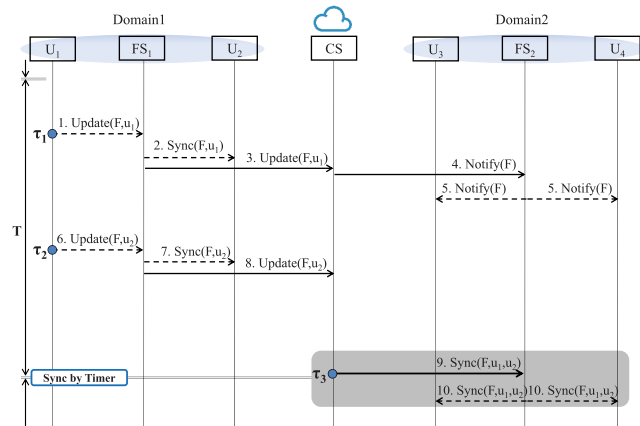 Domain1 Domain2
U₁ FS₁ U₂ CS U₃ FS₂ U₄
1. Update(F,u₁)
τ₁
2. Sync(F,u₁)
3. Update(F,u₁)
4. Notify(F)
5. Notify(F) 5. Notify(F)
T
6. Update(F,u₂)
τ₂
7. Sync(F,u₂)
8. Update(F,u₂)
9. Sync(F,u₁,u₂)
Sync by Timer
τ₃
10. Sync(F,u₁,u₂) 10. Sync(F,u₁,u₂)